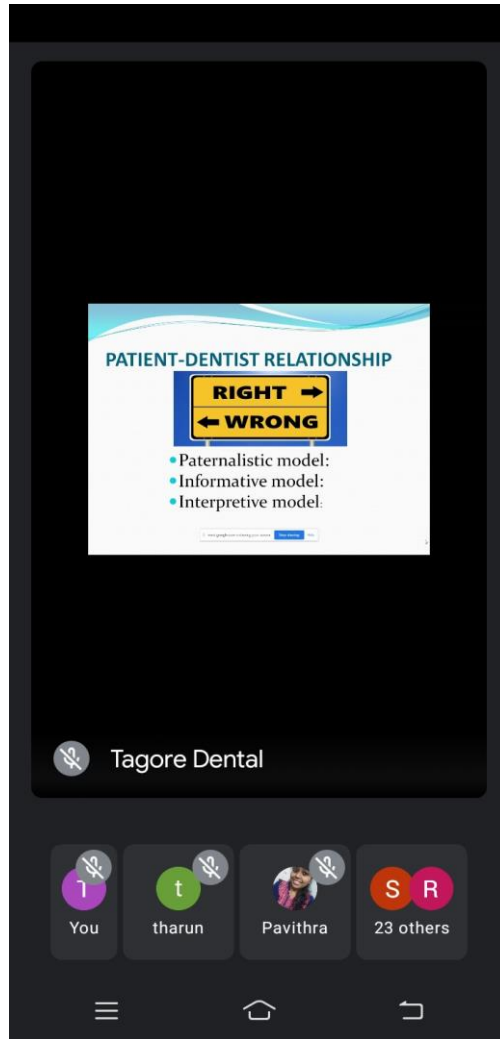 PATIENT-DENTIST RELATIONSHIP
RIGHT →
← WRONG
•Paternalistic model:
•Informative model:
•Interpretive model:
Tagore Dental
t
S R
You
tharun
Pavithra
23 others